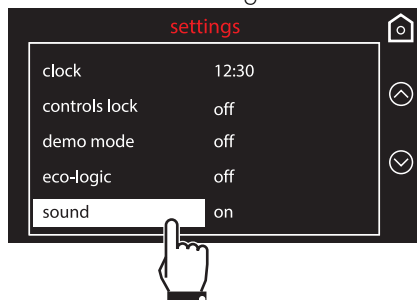 settings
clock 12:30
controls lock off
demo mode off
eco-logic off
sound on